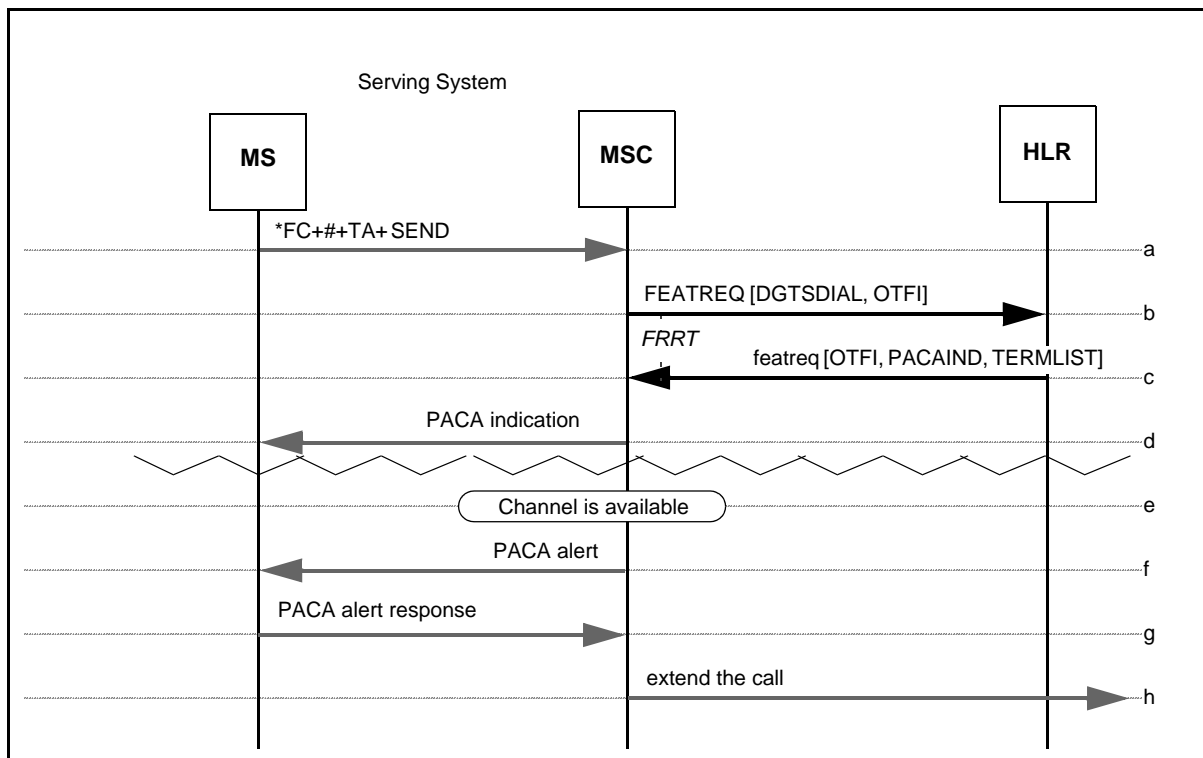 Serving System
MS
MSC
HLR
*FC+#+TA+ SEND
a
FEATREQ [DGTSDIAL, OTFI]
b
FRRT
featreq [OTFI, PACAIND, TERMLIST]
c
PACA indication
d
Channel is available
e
PACA alert
f
PACA alert response
g
extend the call
h